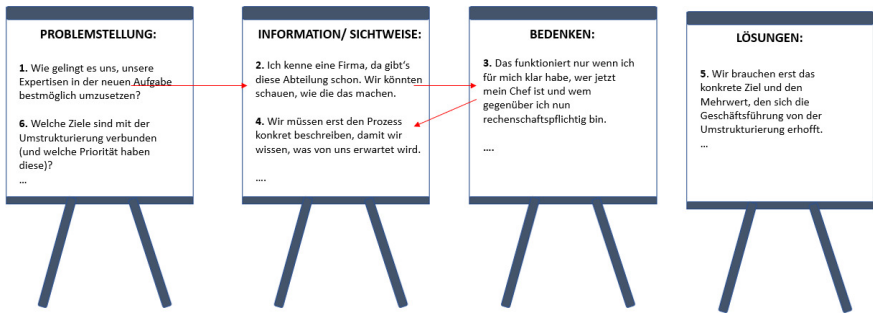 PROBLEMSTELLUNG:
1. Wie gelingt es uns, unsere
Expertisen in der neuen Aufgabe
bestmöglich umzusetzen?
6. Welche Ziele sind mit der
Umstrukturierung verbunden
(und welche Priorität haben
diese)?
...
INFORMATION/ SICHTWEISE:
2. Ich kenne eine Firma, da gibt's
diese Abteilung schon. Wir könnten
schauen, wie die das machen.
4. Wir müssen erst den Prozess
konkret beschreiben, damit wir
wissen, was von uns erwartet wird.
....
BEDENKEN:
3. Das funktioniert nur wenn ich
für mich klar habe, wer jetzt
mein Chef ist und wem
gegenüber ich nun
rechenschaftspflichtig bin.
....
LÖSUNGEN:
5. Wir brauchen erst das
konkrete Ziel und den
Mehrwert, den sich die
Geschäftsführung von der
Umstrukturierung erhofft.
...